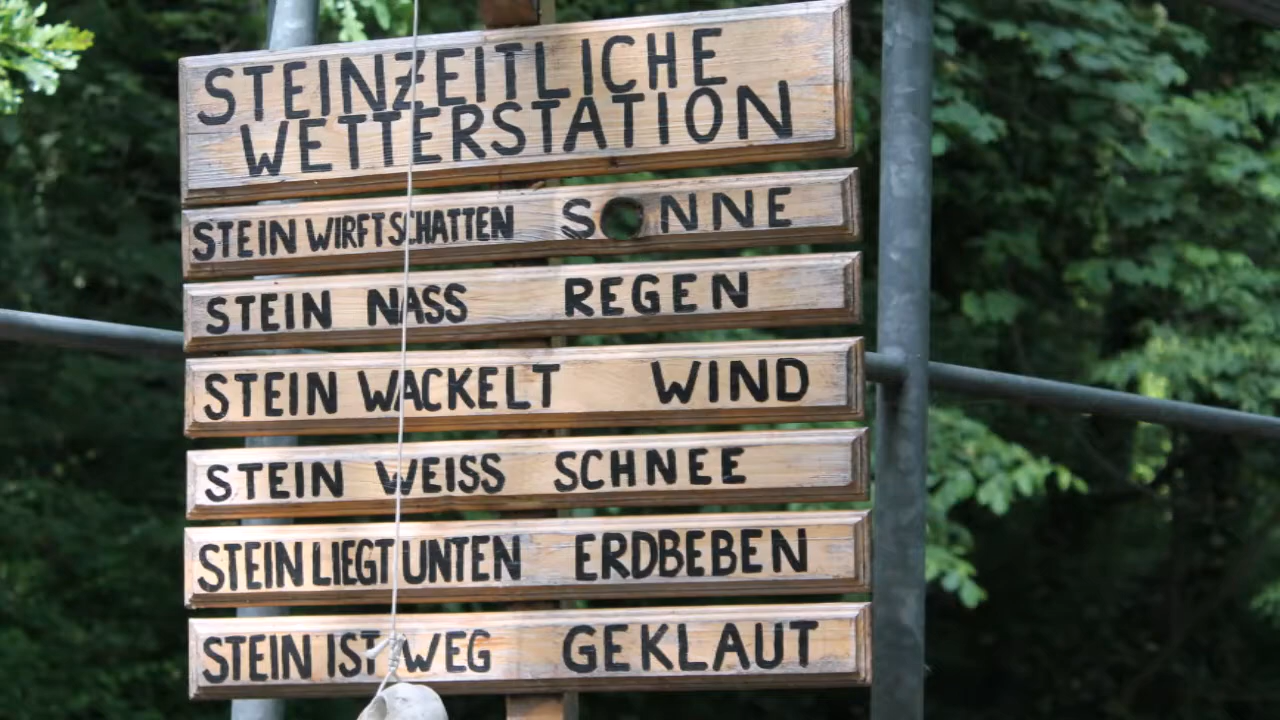 STEINZEITLICHE
WETTERSTATION
STEIN WIRFT SCHATTEN SONNE
STEIN NASS REGEN
STEIN WACKELT WIND
STEIN WEISS SCHNEE
STEIN LIEGT UNTEN ERDBEBEN
STEIN IST WEG GEKLAUT